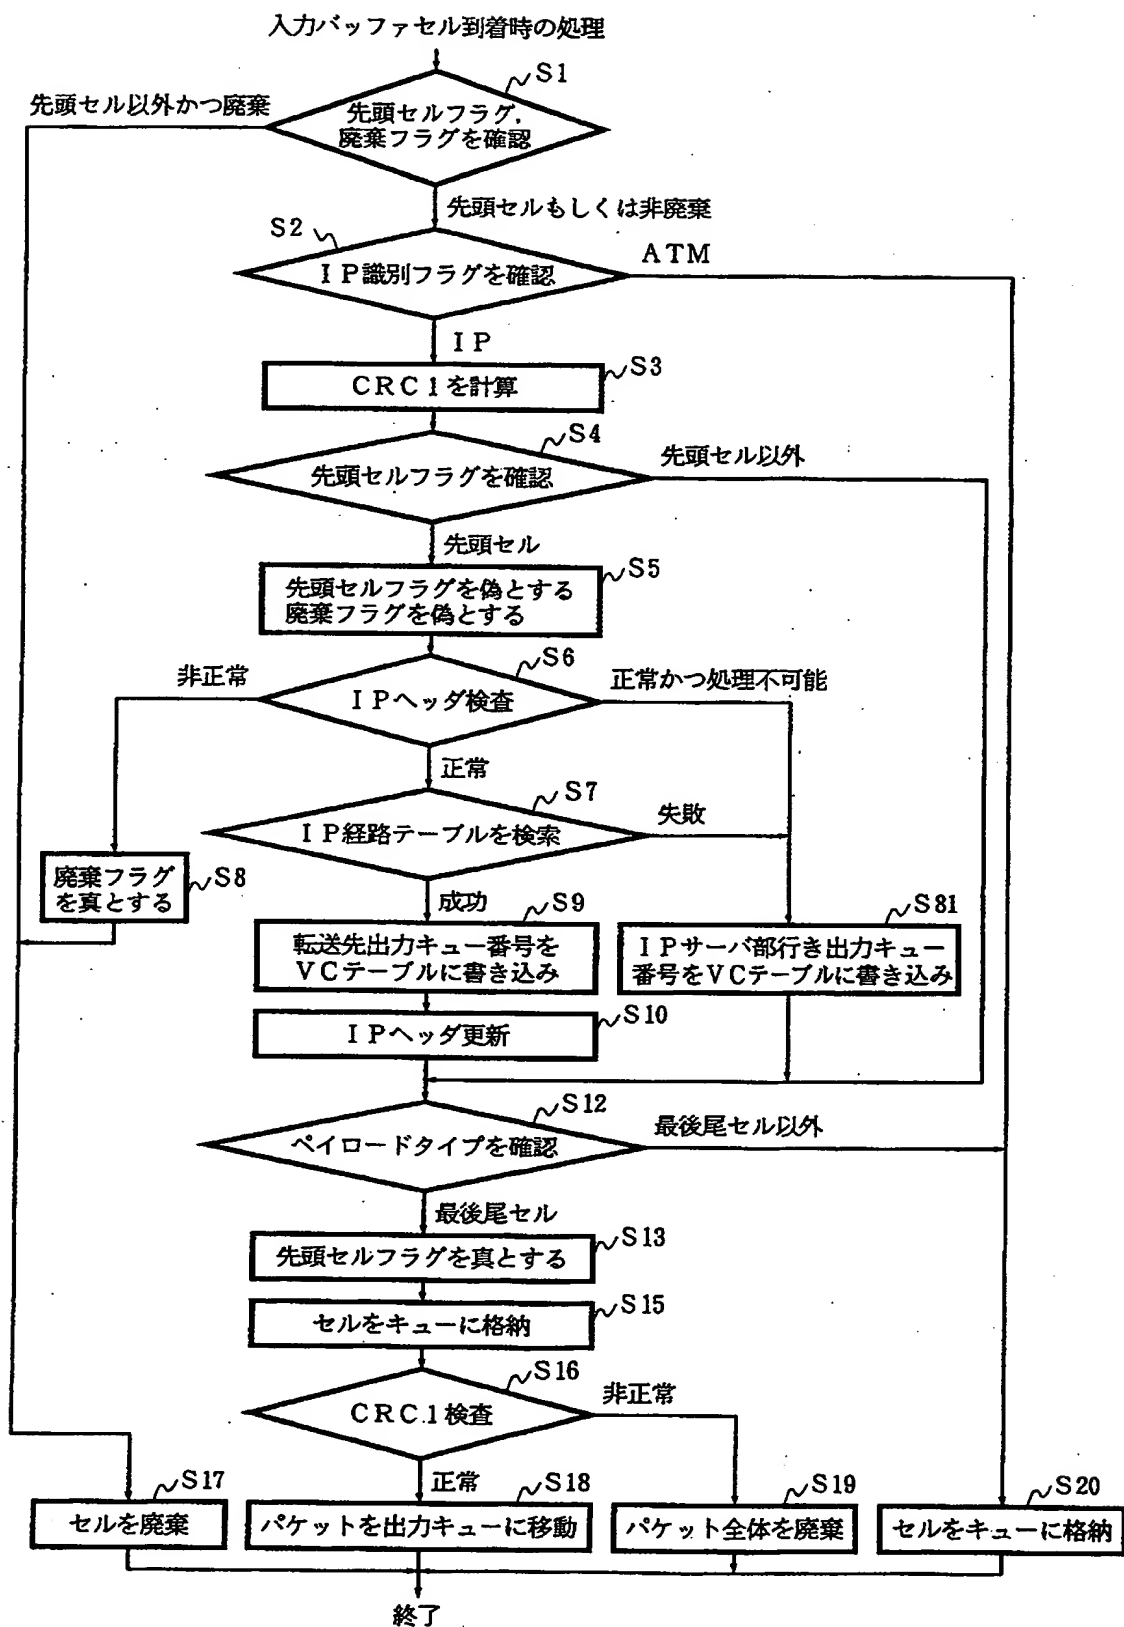 入力バッファセル到着時の処理
S1
先頭セル以外かつ廃棄
先頭セルフラグ,
廃棄フラグを確認
先頭セルもしくは非廃棄
S2
ATM
IP識別フラグを確認
IP
S3
CRC1を計算
S4
先頭セル以外
先頭セルフラグを確認
先頭セル
S5
先頭セルフラグを偽とする
廃棄フラグを偽とする
S6
非正常
正常かつ処理不可能
IPヘッダ検査
正常
S7
失敗
IP経路テーブルを検索
S8
廃棄フラグ
を真とする
成功
S9
S81
転送先出力キュー番号を
VCテーブルに書き込み
IPサーバ部行き出力キュー
番号をVCテーブルに書き込み
S10
IPヘッダ更新
S12
最後尾セル以外
ペイロードタイプを確認
最後尾セル
S13
先頭セルフラグを真とする
S15
セルをキューに格納
S16
非正常
CRC.1検査
正常
S17
S18
S19
S20
セルを廃棄
パケットを出力キューに移動
パケット全体を廃棄
セルをキューに格納
終了